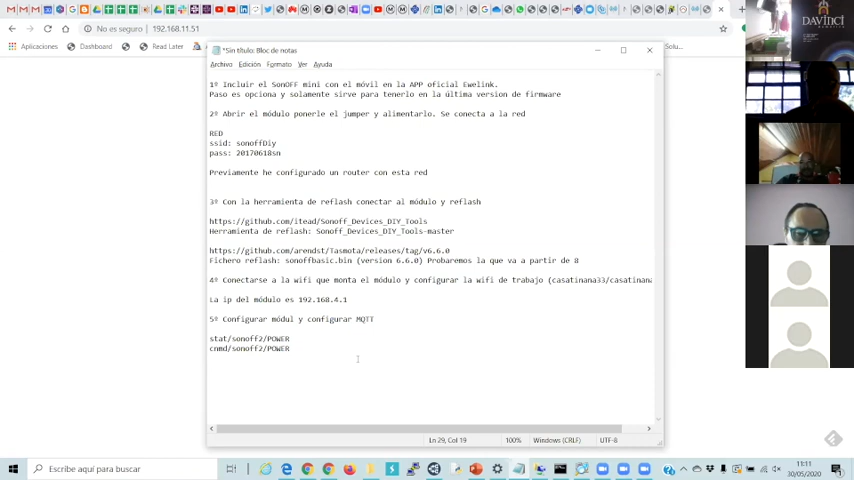 No es seguro | 192.168.11.51
Aplicaciones
Dashboard
Read Later
*Sin título: Bloc de notas
Archivo Edición Formato Ver Ayuda
1º Incluir el SonOFF mini con el móvil en la APP oficial Ewelink.
Paso es opciona y solamente sirve para tenerlo en la última version de firmware
2º Abrir el módulo ponerle el jumper y alimentarlo. Se conecta a la red
RED
ssid: sonoffDiy
pass: 20170618sn
Previamente he configurado un router con esta red
3º Con la herramienta de reflash conectar al módulo y reflash
https://github.com/itead/Sonoff_Devices_DIY_Tools
Herramienta de reflash: Sonoff_Devices_DIY_Tools-master
https://github.com/arendst/Tasmota/releases/tag/v6.6.0
Fichero reflash: sonoffbasic.bin (version 6.6.0) Probaremos la que va a partir de 8
4º Conectarse a la wifi que monta el módulo y configurar la wifi de trabajo (casatinana33/casatinana
La ip del módulo es 192.168.4.1
5º Configurar módul y configurar MQTT
stat/sonoff2/POWER
cnmd/sonoff2/POWER
Ln 29, Col 19
100%
Windows (CRLF)
UTF-8
DAVINCI
Escribe aquí para buscar
11:11
30/05/2020